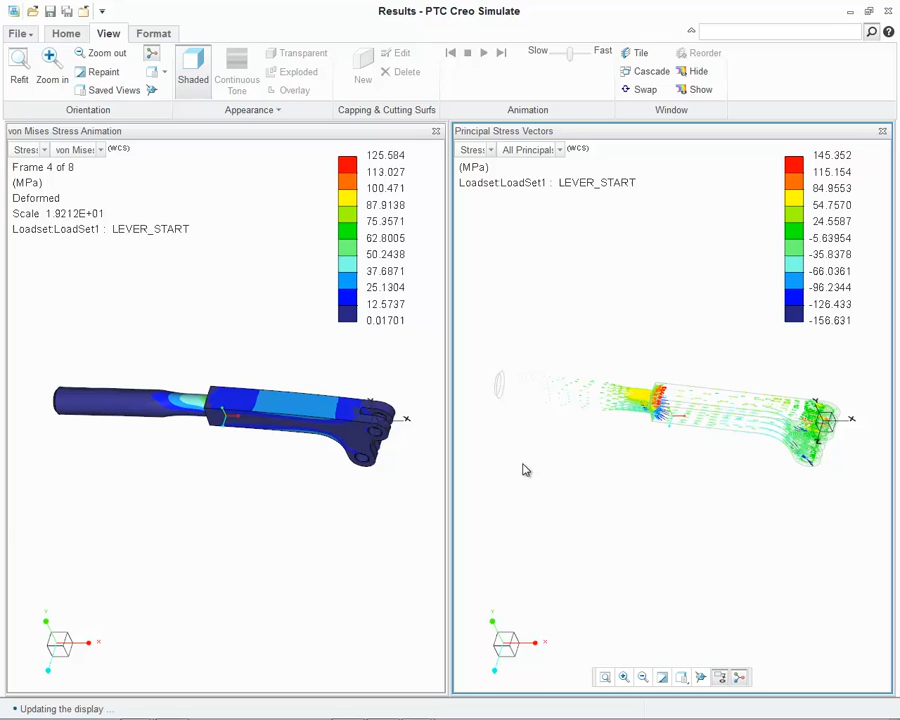 Results - PTC Creo Simulate
File Home View Format
Refit Zoom in Zoom out Repaint Saved Views Orientation
Shaded Continuous Tone Transparent Exploded Overlay Appearance
New Edit Delete Capping & Cutting Surfs
Slow Fast Animation
Tile Cascade Swap Reorder Hide Show Window
von Mises Stress Animation
Stres: von Mise: (WCS)
Frame 4 of 8
(MPa)
Deformed
Scale 1.9212E+01
Loadset:LoadSet1 : LEVER_START
125.584
113.027
100.471
87.9138
75.3571
62.8005
50.2438
37.6871
25.1304
12.5737
0.01701
X
Y
X
Principal Stress Vectors
Stres: All Principal: (WCS)
(MPa)
Loadset:LoadSet1 : LEVER_START
145.352
115.154
84.9553
54.7570
24.5587
-5.63954
-35.8378
-66.0361
-96.2344
-126.433
-156.631
Y
X
Y
X
Updating the display ...